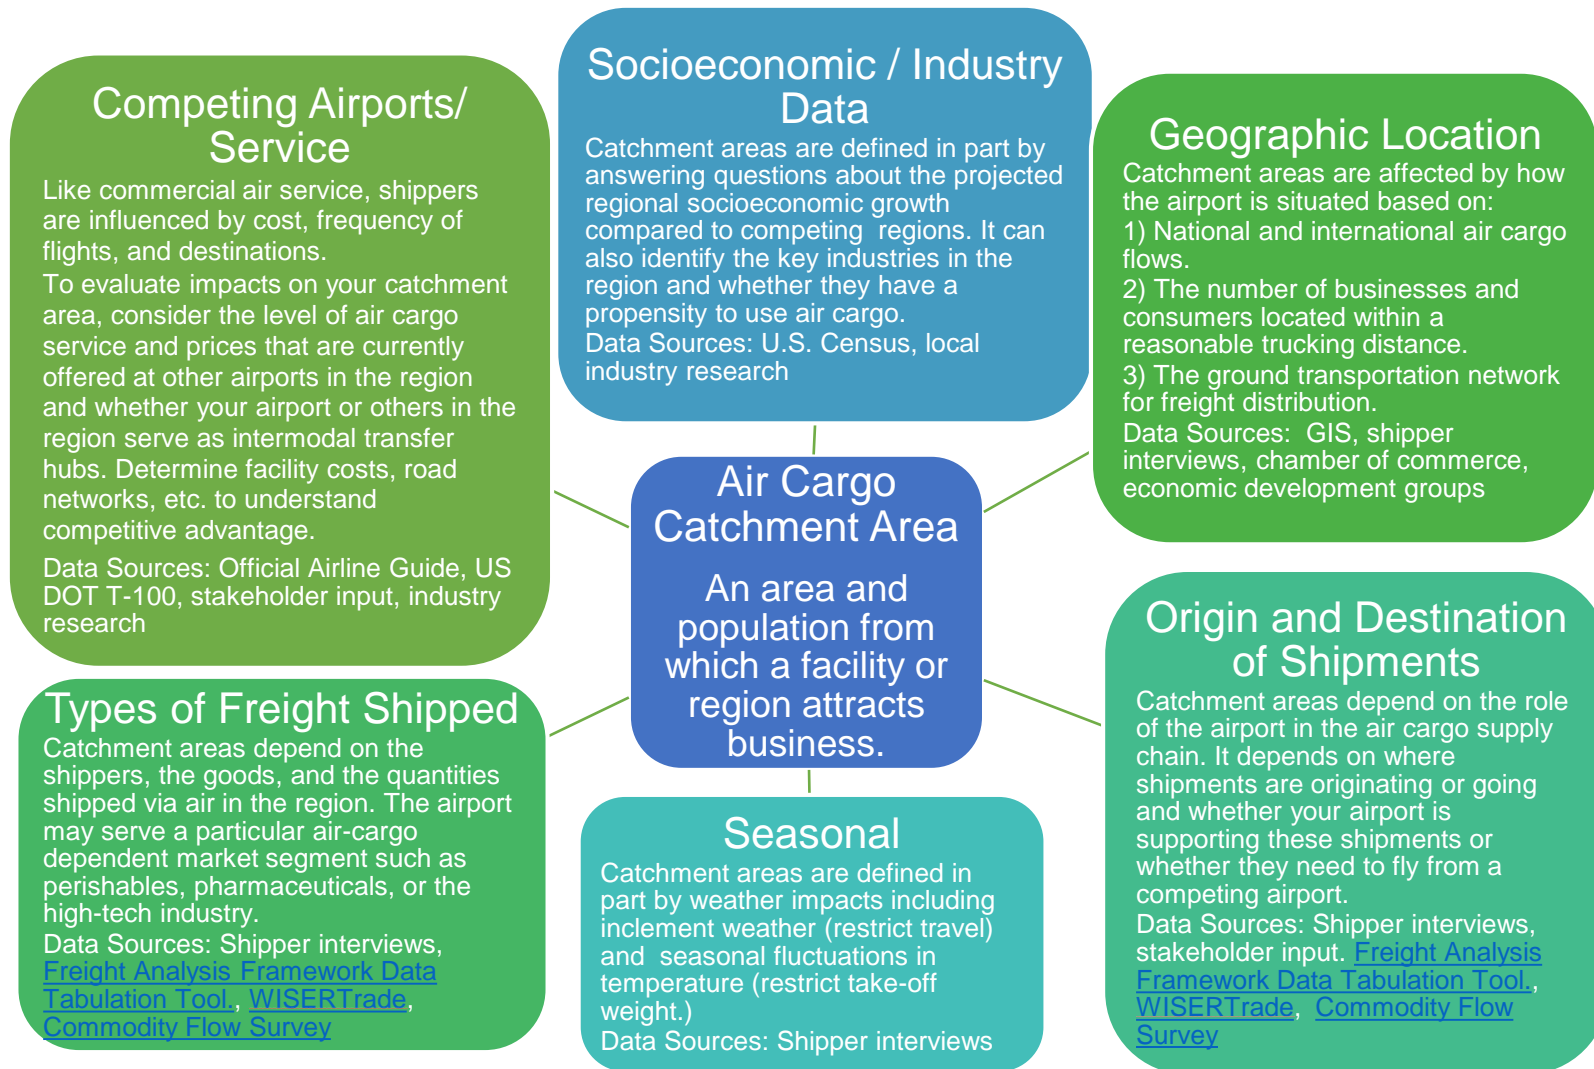 Competing Airports/
Service
Like commercial air service, shippers
are influenced by cost, frequency of
flights, and destinations.
To evaluate impacts on your catchment
area, consider the level of air cargo
service and prices that are currently
offered at other airports in the region
and whether your airport or others in the
region serve as intermodal transfer
hubs. Determine facility costs, road
networks, etc. to understand
competitive advantage.
Data Sources: Official Airline Guide, US
DOT T-100, stakeholder input, industry
research
Socioeconomic / Industry
Data
Catchment areas are defined in part by
answering questions about the projected
regional socioeconomic growth
compared to competing  regions. It can
also identify the key industries in the
region and whether they have a
propensity to use air cargo.
Data Sources: U.S. Census, local
industry research
Geographic Location
Catchment areas are affected by how
the airport is situated based on:
1) National and international air cargo
flows.
2) The number of businesses and
consumers located within a
reasonable trucking distance.
3) The ground transportation network
for freight distribution.
Data Sources:  GIS, shipper
interviews, chamber of commerce,
economic development groups
Air Cargo
Catchment Area
An area and
population from
which a facility or
region attracts
business.
Types of Freight Shipped
Catchment areas depend on the
shippers, the goods, and the quantities
shipped via air in the region. The airport
may serve a particular air-cargo
dependent market segment such as
perishables, pharmaceuticals, or the
high-tech industry.
Data Sources: Shipper interviews,
Freight Analysis Framework Data
Tabulation Tool., WISERTrade,
Commodity Flow Survey
Seasonal
Catchment areas are defined in
part by weather impacts including
inclement weather (restrict travel)
and  seasonal fluctuations in
temperature (restrict take-off
weight.)
Data Sources: Shipper interviews
Origin and Destination
of Shipments
Catchment areas depend on the role
of the airport in the air cargo supply
chain. It depends on where
shipments are originating or going
and whether your airport is
supporting these shipments or
whether they need to fly from a
competing airport.
Data Sources: Shipper interviews,
stakeholder input. Freight Analysis
Framework Data Tabulation Tool.,
WISERTrade,  Commodity Flow
Survey